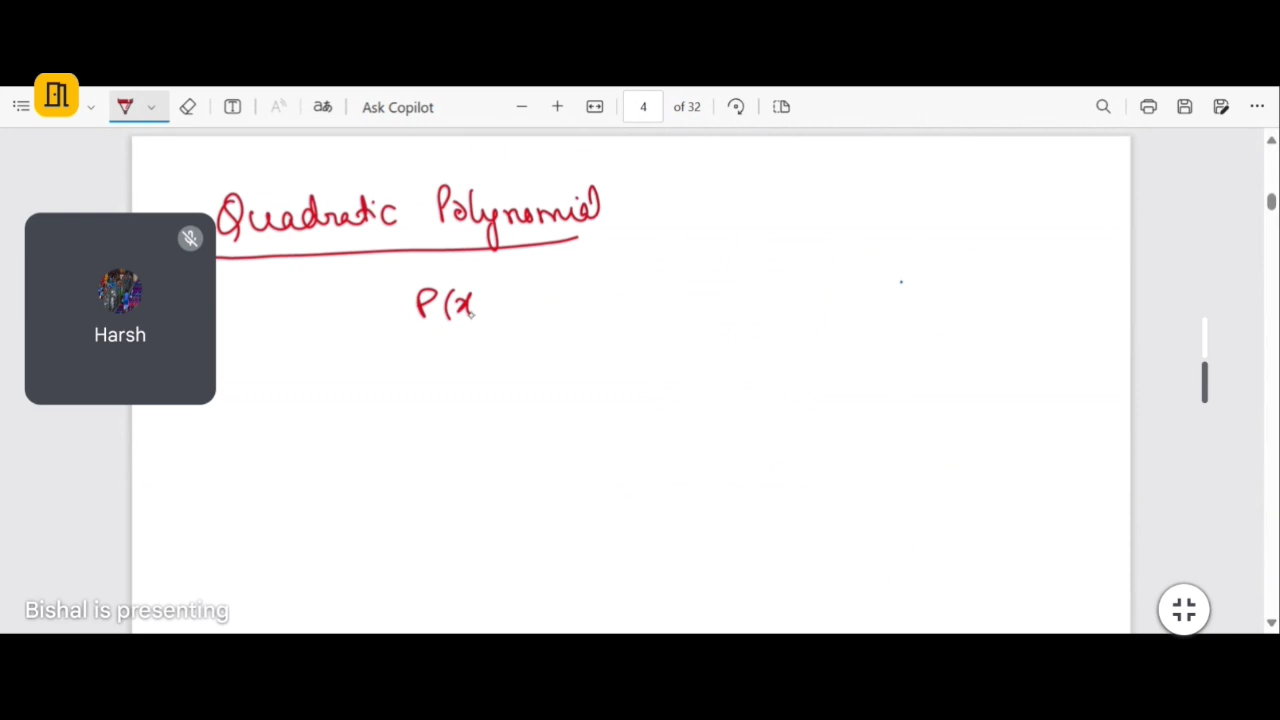 Ask Copilot
4 of 32
Quadratic Polynomial
P(x
Harsh
Bishal is presenting